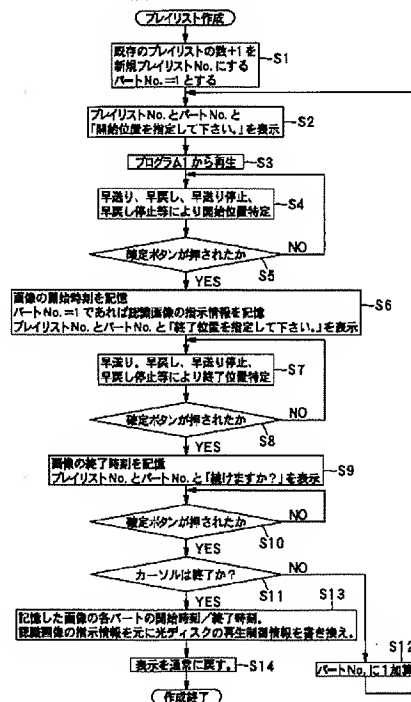 プレイリスト作成
既存のプレイリストの数+1を
新規プレイリストNo.にする
パートNo.=1とする
S1
プレイリストNo.とパートNo.と
「開始位置を指定して下さい。」を表示
S2
プログラム1から再生
S3
早送り、早戻し、早送り停止、
早戻し停止等により開始位置特定
S4
確定ボタンが押されたか
NO
S5
YES
画像の開始時刻を記憶
パートNo.=1であれば認識画像の指示情報を記憶
プレイリストNo.とパートNo.と「終了位置を指定して下さい。」を表示
S6
早送り、早戻し、早送り停止、
早戻し停止等により終了位置特定
S7
確定ボタンが押されたか
NO
S8
YES
画像の終了時刻を記憶
プレイリストNo.とパートNo.と「続けますか?」を表示
S9
確定ボタンが押されたか
NO
S10
YES
カーソルは終了か?
NO
S11
YES
S13
記憶した画像の各パートの開始時刻/終了時刻、
認識画像の指示情報を元に光ディスクの再生制御情報を書き換え。
S12
パートNo.に1加算
表示を通常に戻す。
S14
作成終了